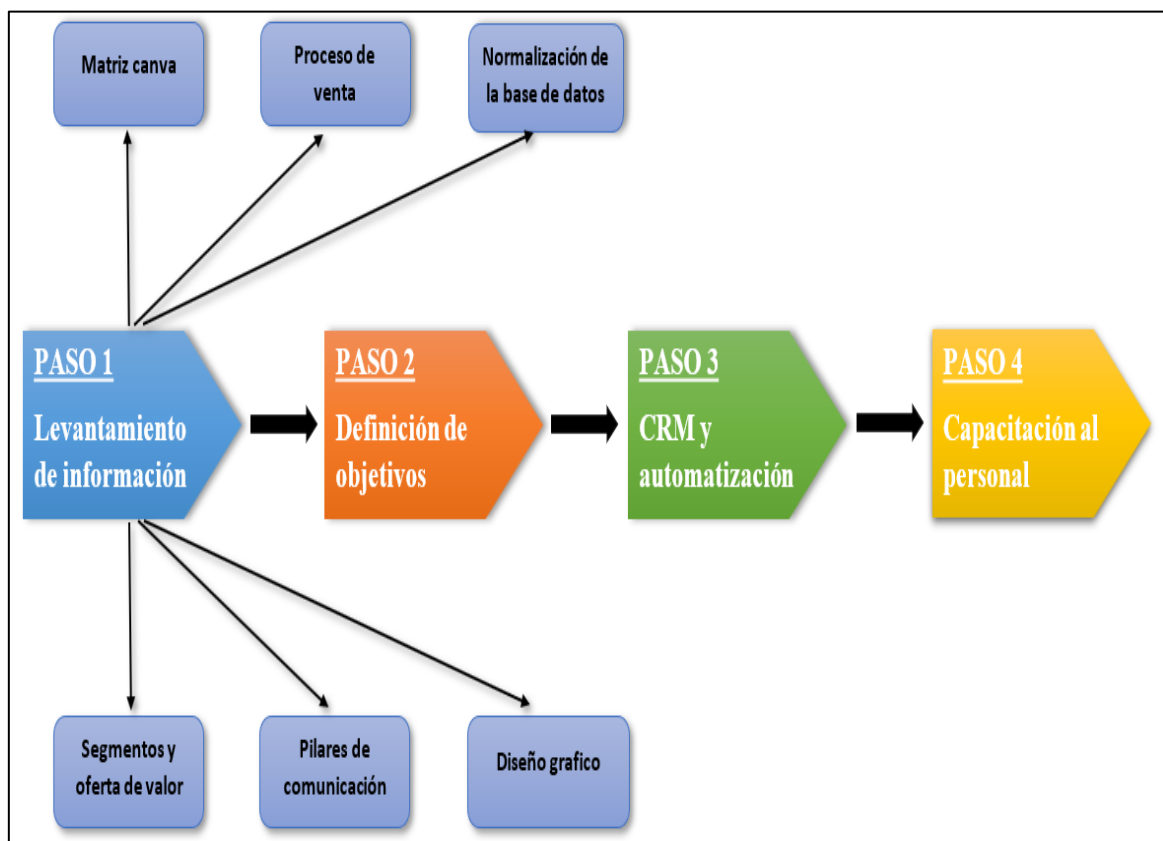 Matriz canva
Proceso de
venta
Normalización de
la base de datos
PASO 1
Levantamiento
de información
PASO 2
Definición de
objetivos
PASO 3
CRM y
automatización
PASO 4
Capacitación al
personal
Segmentos y
oferta de valor
Pilares de
comunicación
Diseño grafico